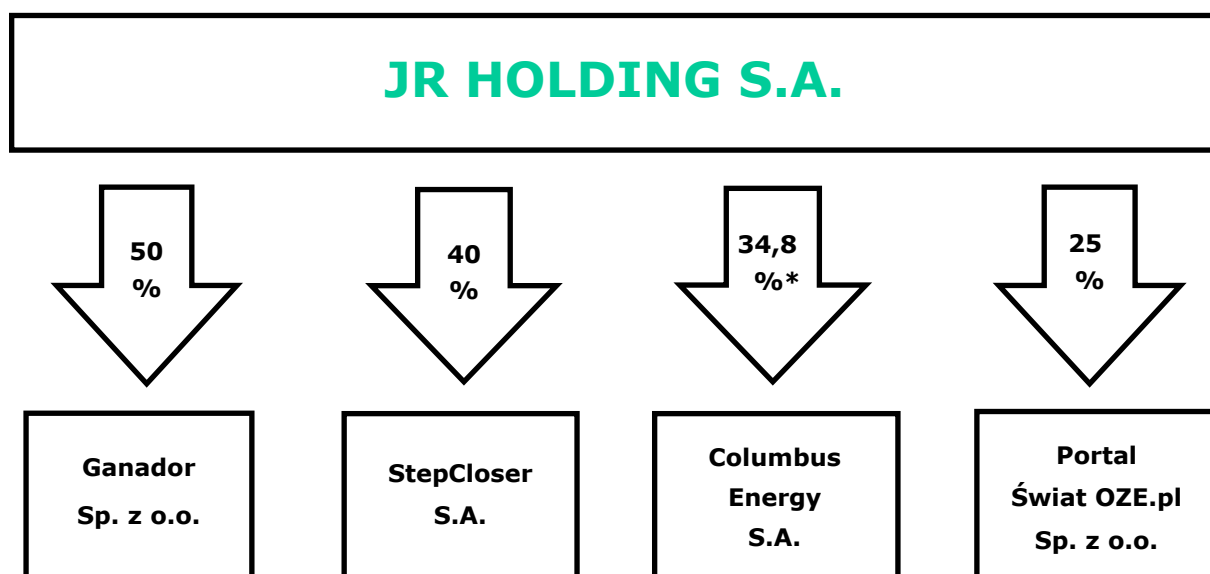 JR HOLDING S.A.
50
%
40
%
34,8
%*
25
%
Ganador
Sp. z o.o.
StepCloser
S.A.
Columbus
Energy
S.A.
Portal
Świat OZE.pl
Sp. z o.o.